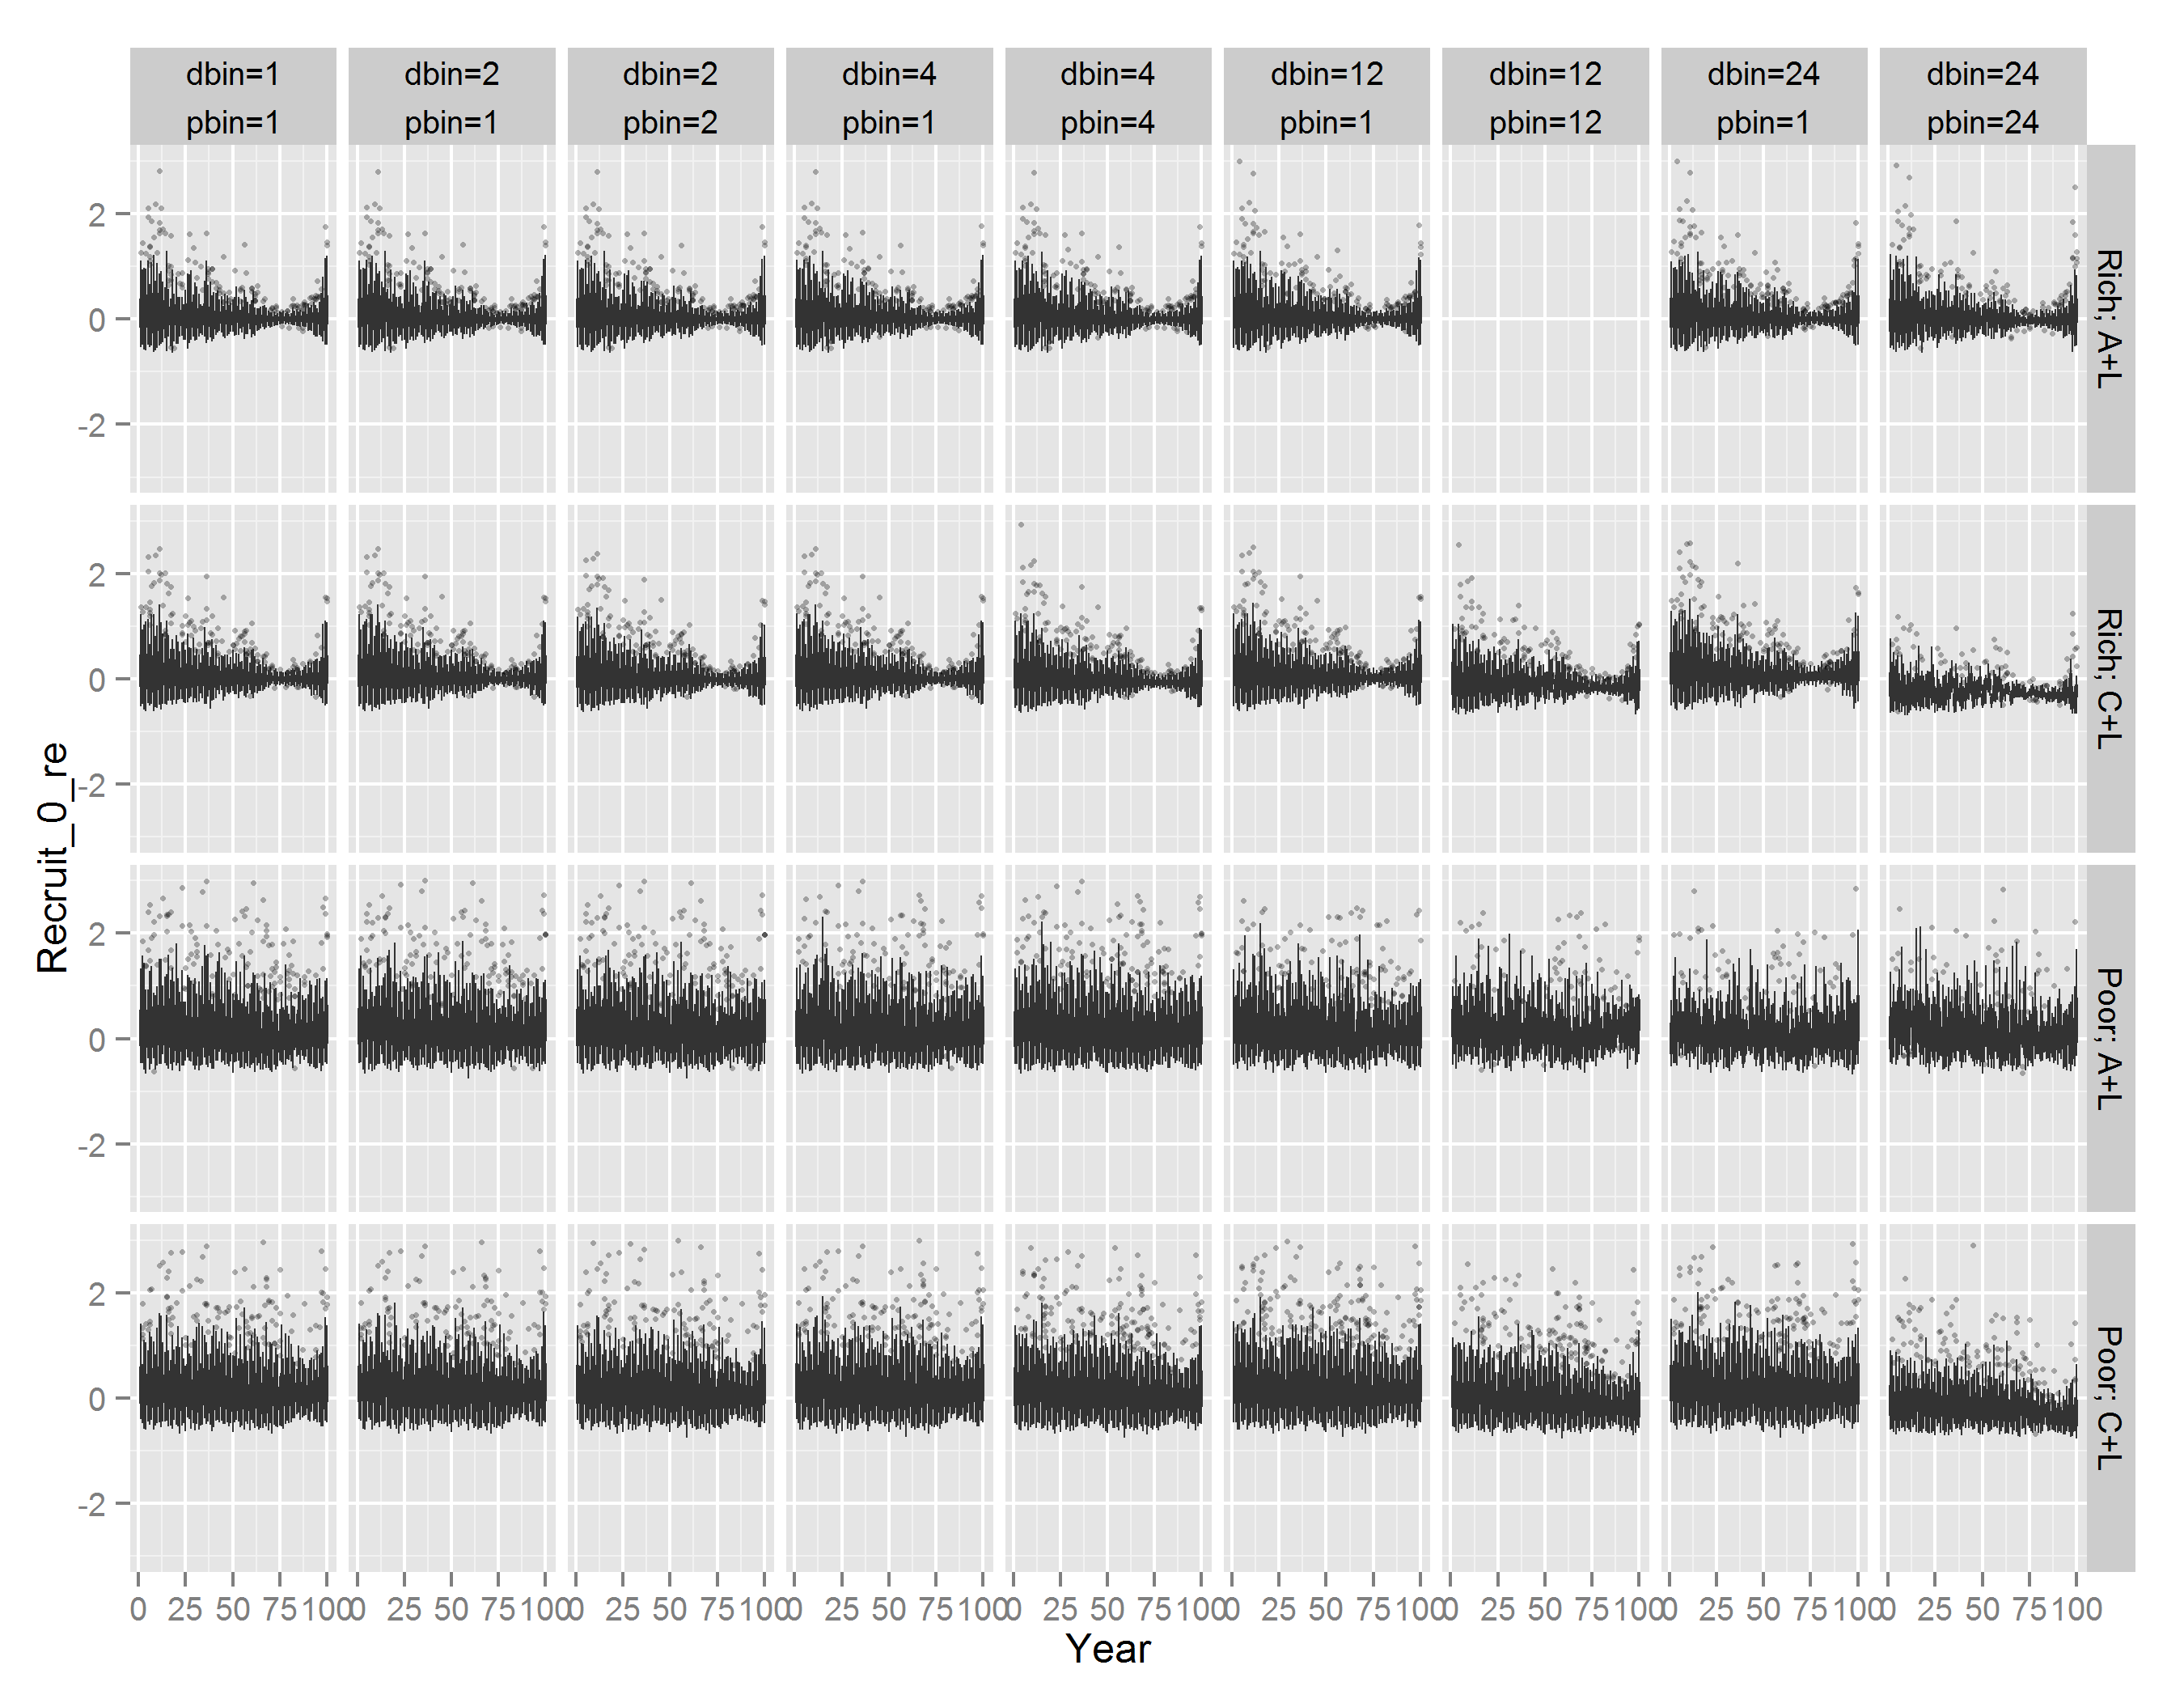 dbin=1 dbin=2 dbin=2 dbin=4 dbin=4 dbin=12 dbin=12 dbin=24 dbin=24
pbin=1 pbin=1 pbin=2 pbin=1 pbin=4 pbin=1 pbin=12 pbin=1 pbin=24
2
0
-2
Rich; A+L
2
0
-2
Rich; C+L
2
0
-2
Poor; A+L
2
0
-2
Poor; C+L
Recruit_0_re
0 25 50 75 100 0 25 50 75 100 0 25 50 75 100 0 25 50 75 100 0 25 50 75 100 0 25 50 75 100 0 25 50 75 100 0 25 50 75 100 0 25 50 75 100
Year